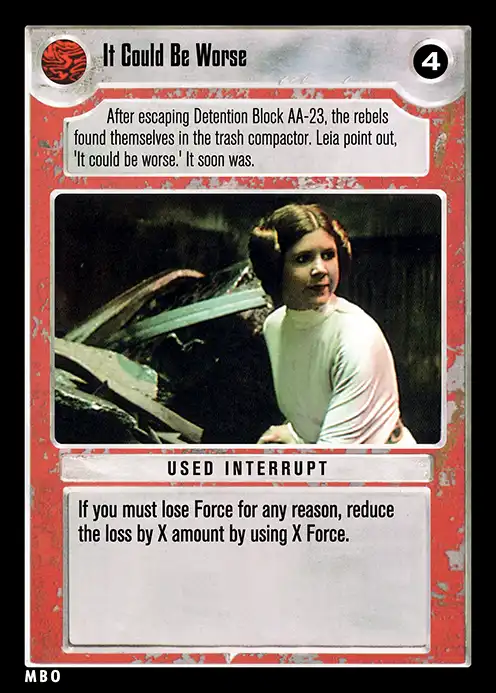 It Could Be Worse
4
After escaping Detention Block AA-23, the rebels
found themselves in the trash compactor. Leia point out,
'It could be worse.' It soon was.
USED INTERRUPT
If you must lose Force for any reason, reduce
the loss by X amount by using X Force.
MBO